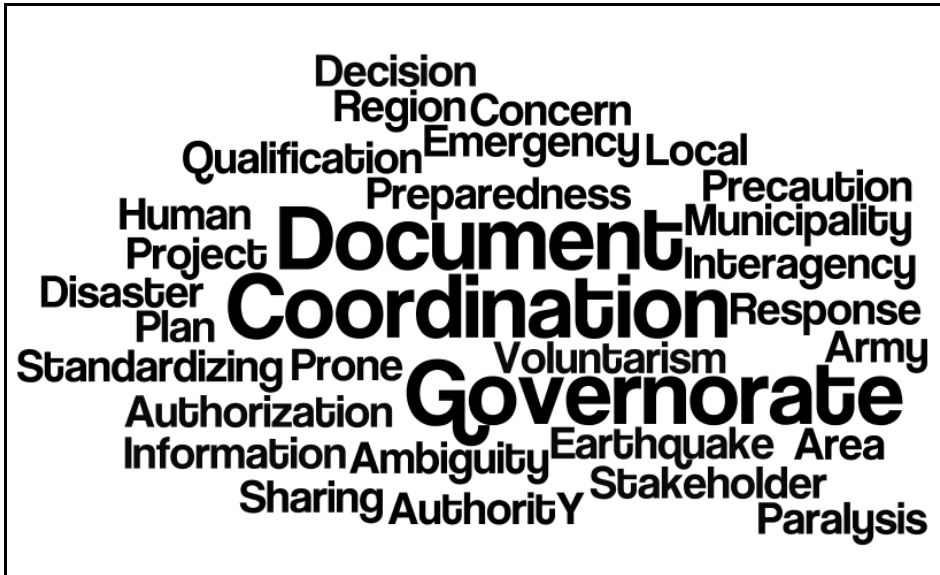 Decision
Region Concern
Emergency Local
Qualification
Preparedness Precaution
Human Document Municipality
Project Interagency
Disaster Coordination Response
Plan
Voluntarism Army
Standardizing Prone Governorate
Authorization
Information Ambiguity Earthquake Area
Sharing AuthoritY Stakeholder
Paralysis